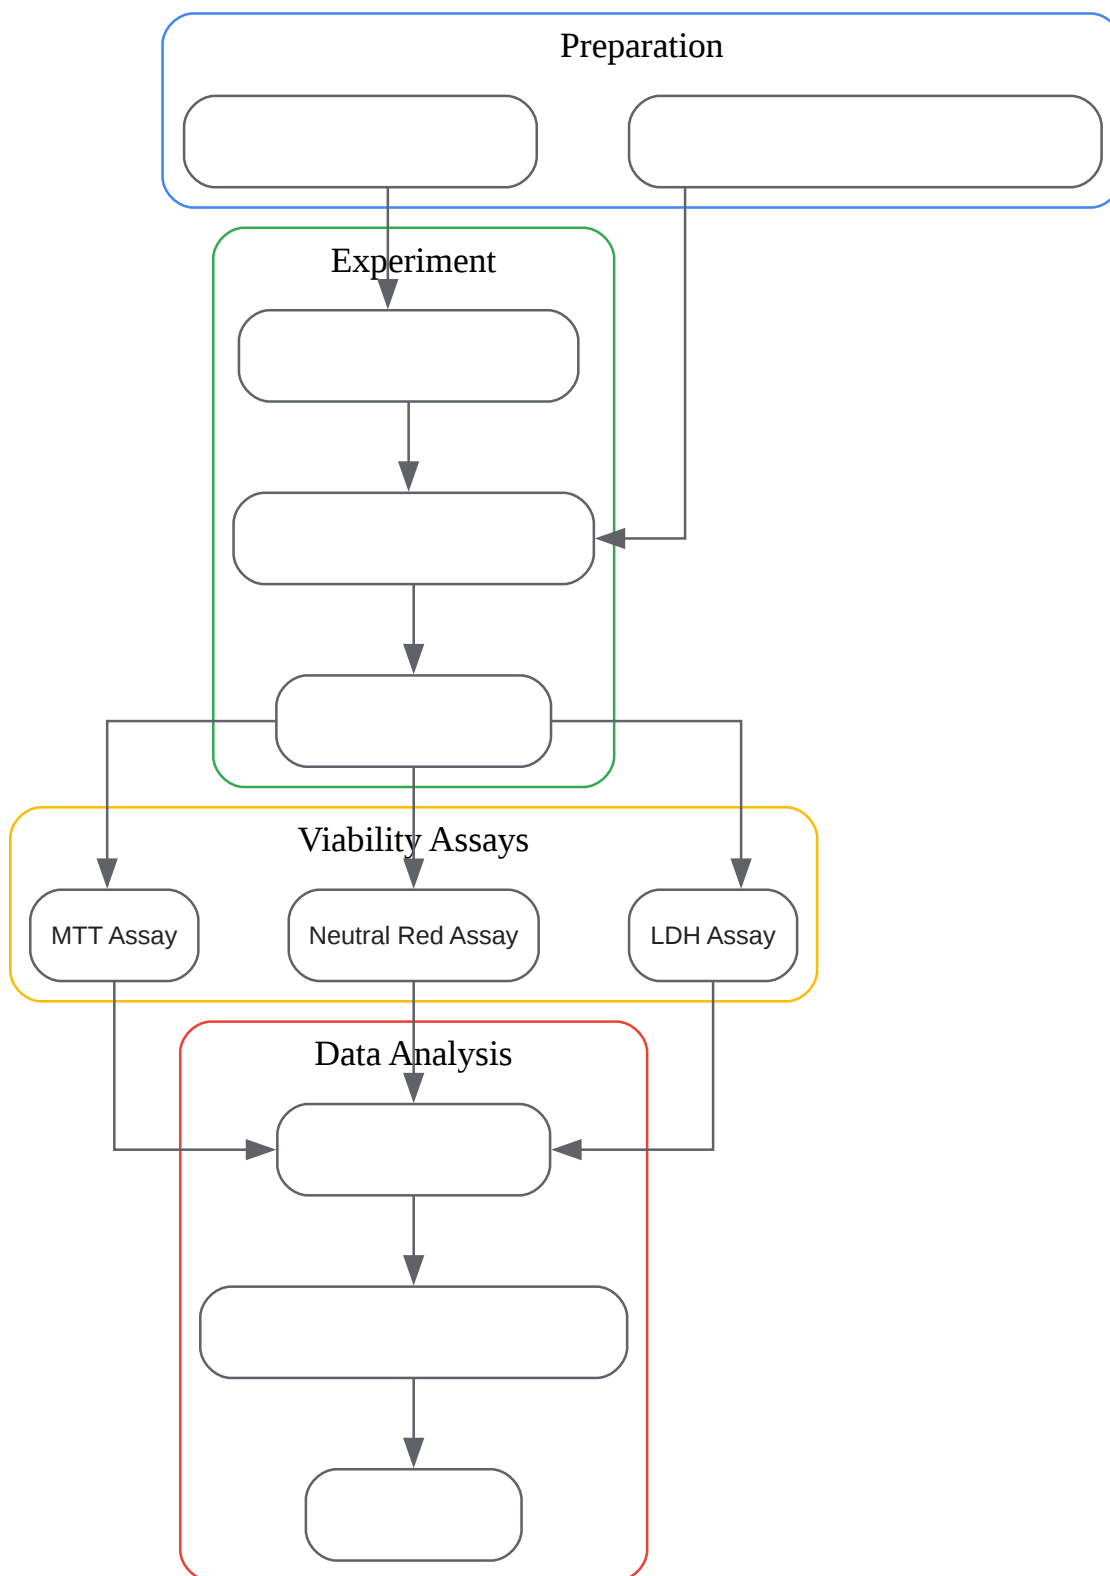 Preparation
Experiment
Viability Assays
MTT Assay
Neutral Red Assay
LDH Assay
Data Analysis